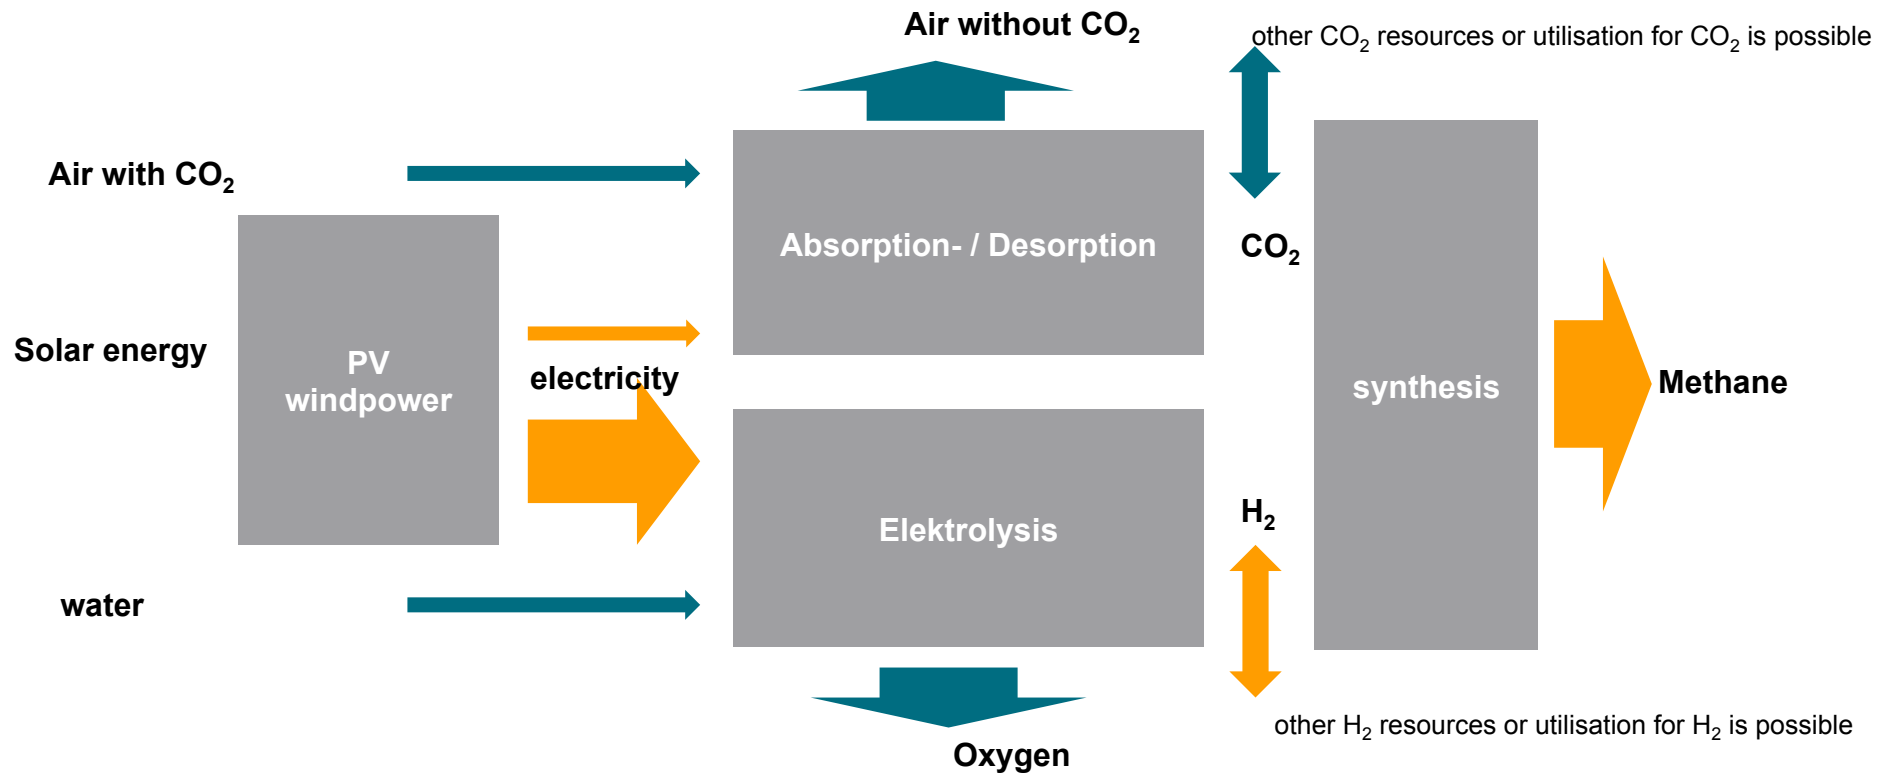 Air without CO₂
other CO₂ resources or utilisation for CO₂ is possible
Air with CO₂
Absorption- / Desorption
CO₂
Solar energy
PV
windpower
electricity
synthesis
Methane
Elektrolysis
H₂
water
other H₂ resources or utilisation for H₂ is possible
Oxygen